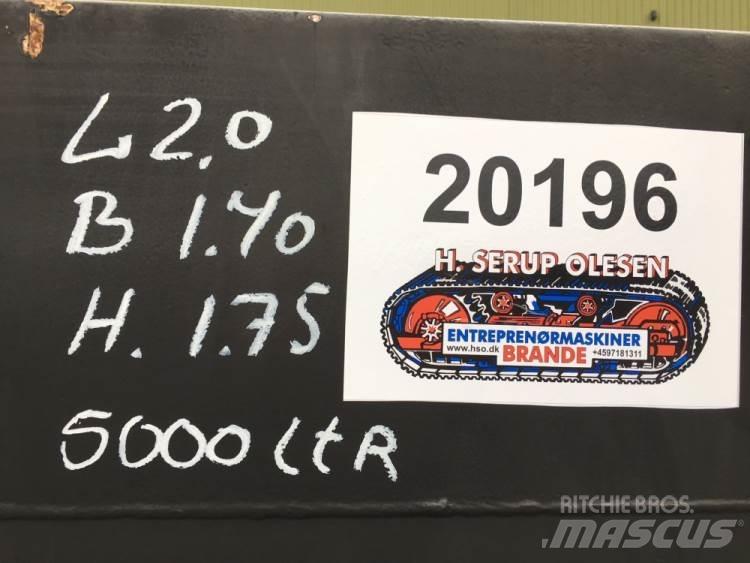 L 2.0
B 1.40
H. 1.75
5000 LtR
20196
H. SERUP OLESEN
ENTREPRENØRMASKINER
www.hso.dk BRANDE +4597181311
RITCHIE BROS.
MASCUS